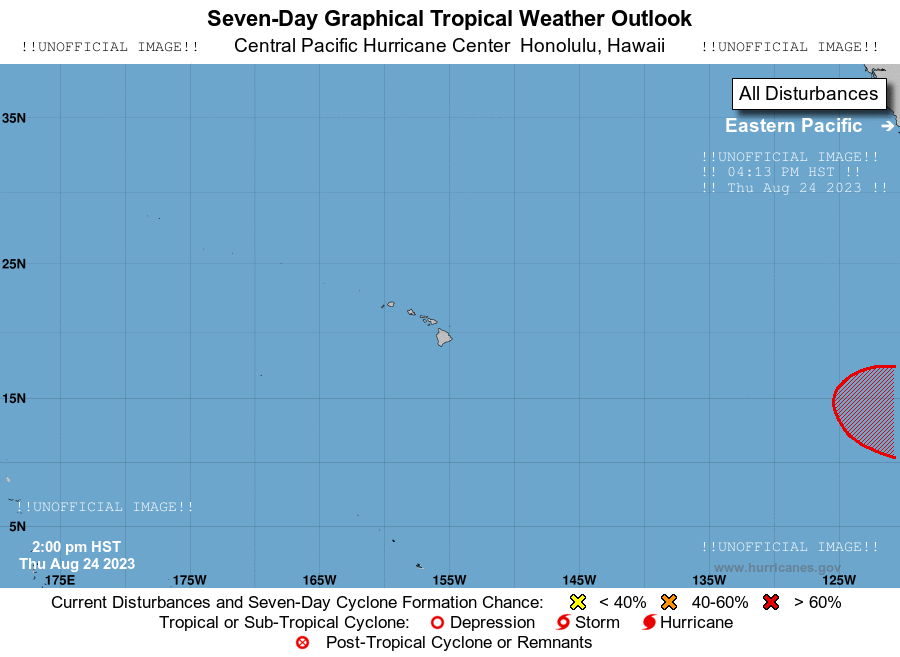 Seven-Day Graphical Tropical Weather Outlook
!!UNOFFICIAL IMAGE!! Central Pacific Hurricane Center Honolulu, Hawaii !!UNOFFICIAL IMAGE!!
All Disturbances
35N
Eastern Pacific →
!!UNOFFICIAL IMAGE!!
!! 04:13 PM HST !!
!! Thu Aug 24 2023 !!
25N
15N
!!UNOFFICIAL IMAGE!!
5N
2:00 pm HST
Thu Aug 24 2023
!!UNOFFICIAL IMAGE!!
www.hurricanes.gov
175E 175W 165W 155W 145W 135W 125W
Current Disturbances and Seven-Day Cyclone Formation Chance: < 40% 40-60% > 60%
Tropical or Sub-Tropical Cyclone: Depression Storm Hurricane
Post-Tropical Cyclone or Remnants